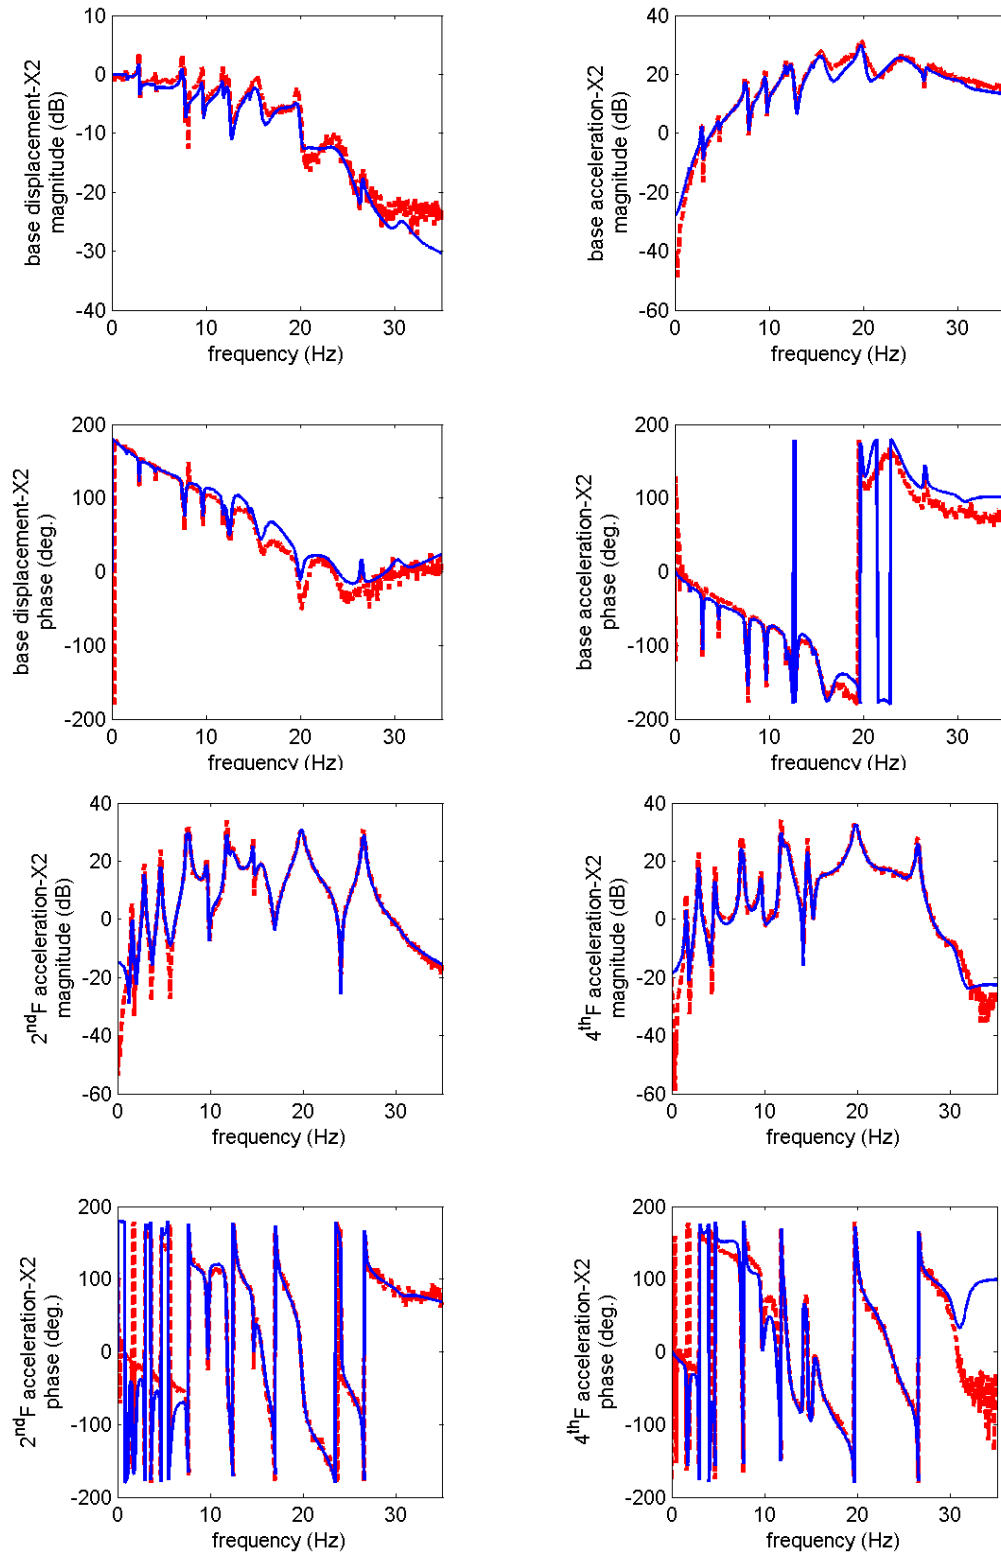 10
0
-10
-20
-30
-40
0 10 20 30
frequency (Hz)
base displacement-X2
magnitude (dB)
40
20
0
-20
-40
-60
0 10 20 30
frequency (Hz)
base acceleration-X2
magnitude (dB)
200
100
0
-100
-200
0 10 20 30
frequency (Hz)
base displacement-X2
phase (deg.)
200
100
0
-100
-200
0 10 20 30
frequency (Hz)
base acceleration-X2
phase (deg.)
40
20
0
-20
-40
-60
0 10 20 30
frequency (Hz)
2ndF acceleration-X2
magnitude (dB)
40
20
0
-20
-40
-60
0 10 20 30
frequency (Hz)
4thF acceleration-X2
magnitude (dB)
200
100
0
-100
-200
0 10 20 30
frequency (Hz)
2ndF acceleration-X2
phase (deg.)
200
100
0
-100
-200
0 10 20 30
frequency (Hz)
4thF acceleration-X2
phase (deg.)